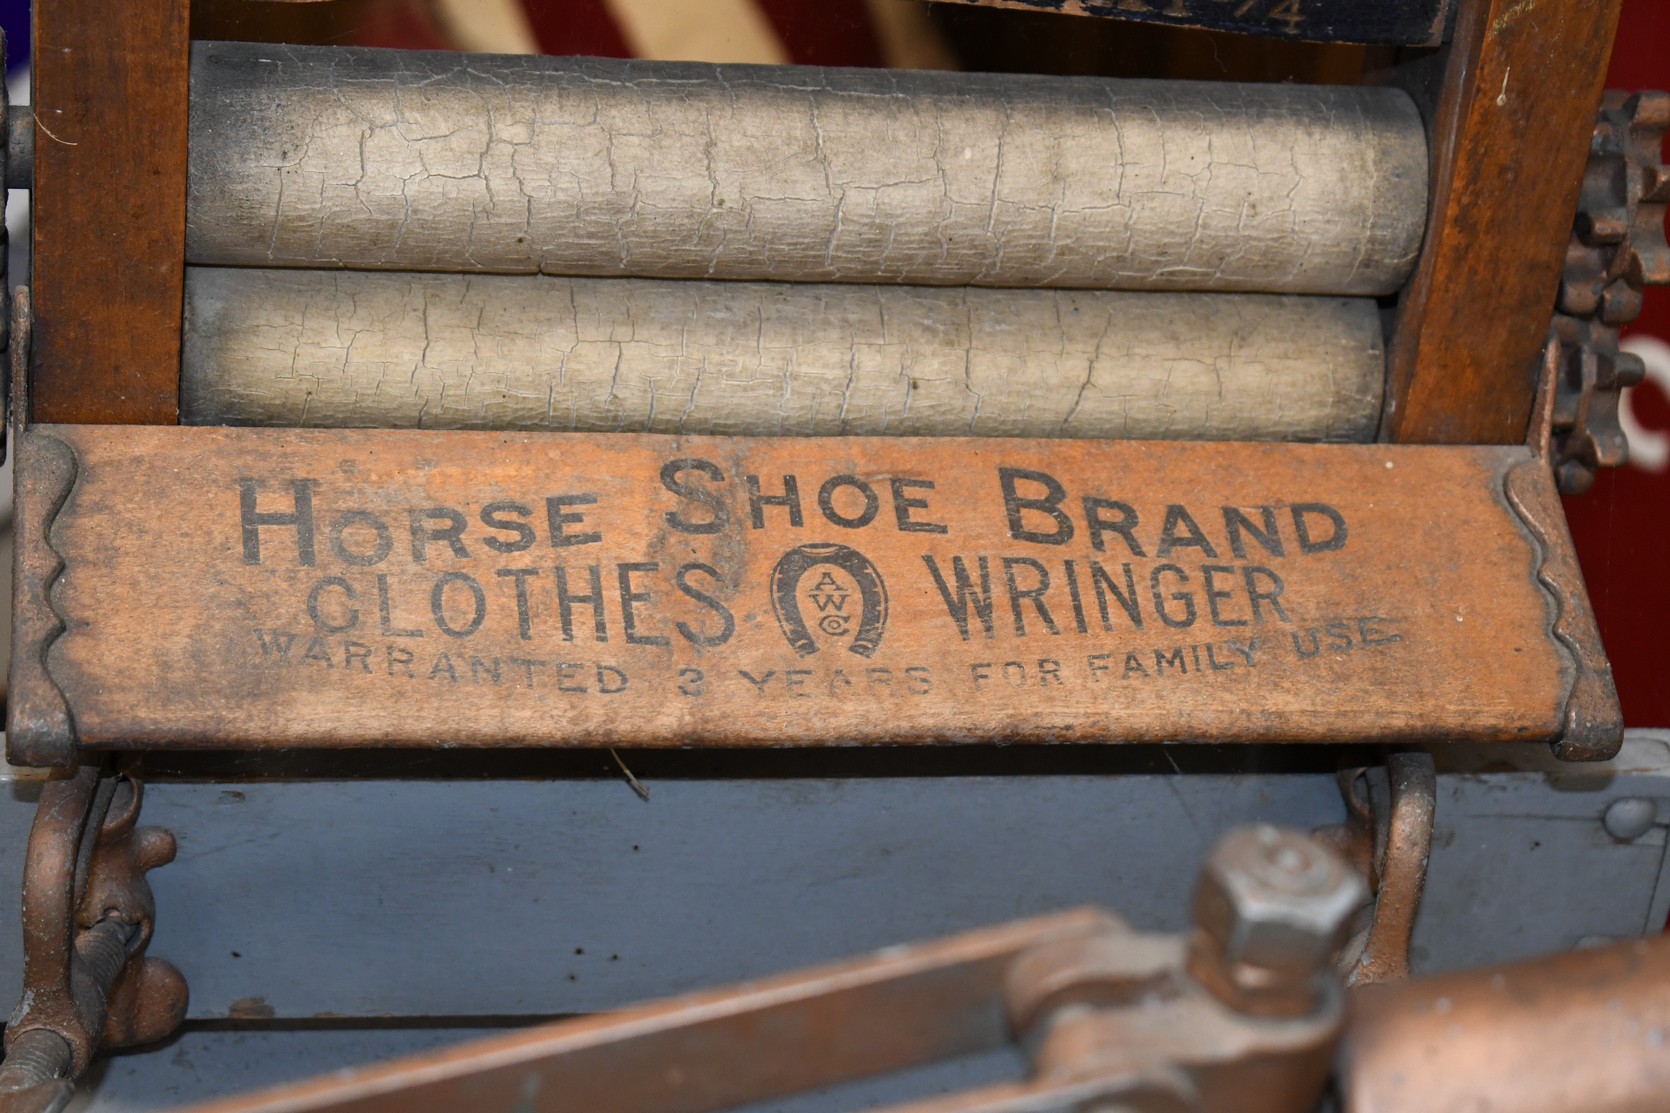 HORSE SHOE BRAND
CLOTHES AWCO WRINGER
WARRANTED 3 YEARS FOR FAMILY USE.